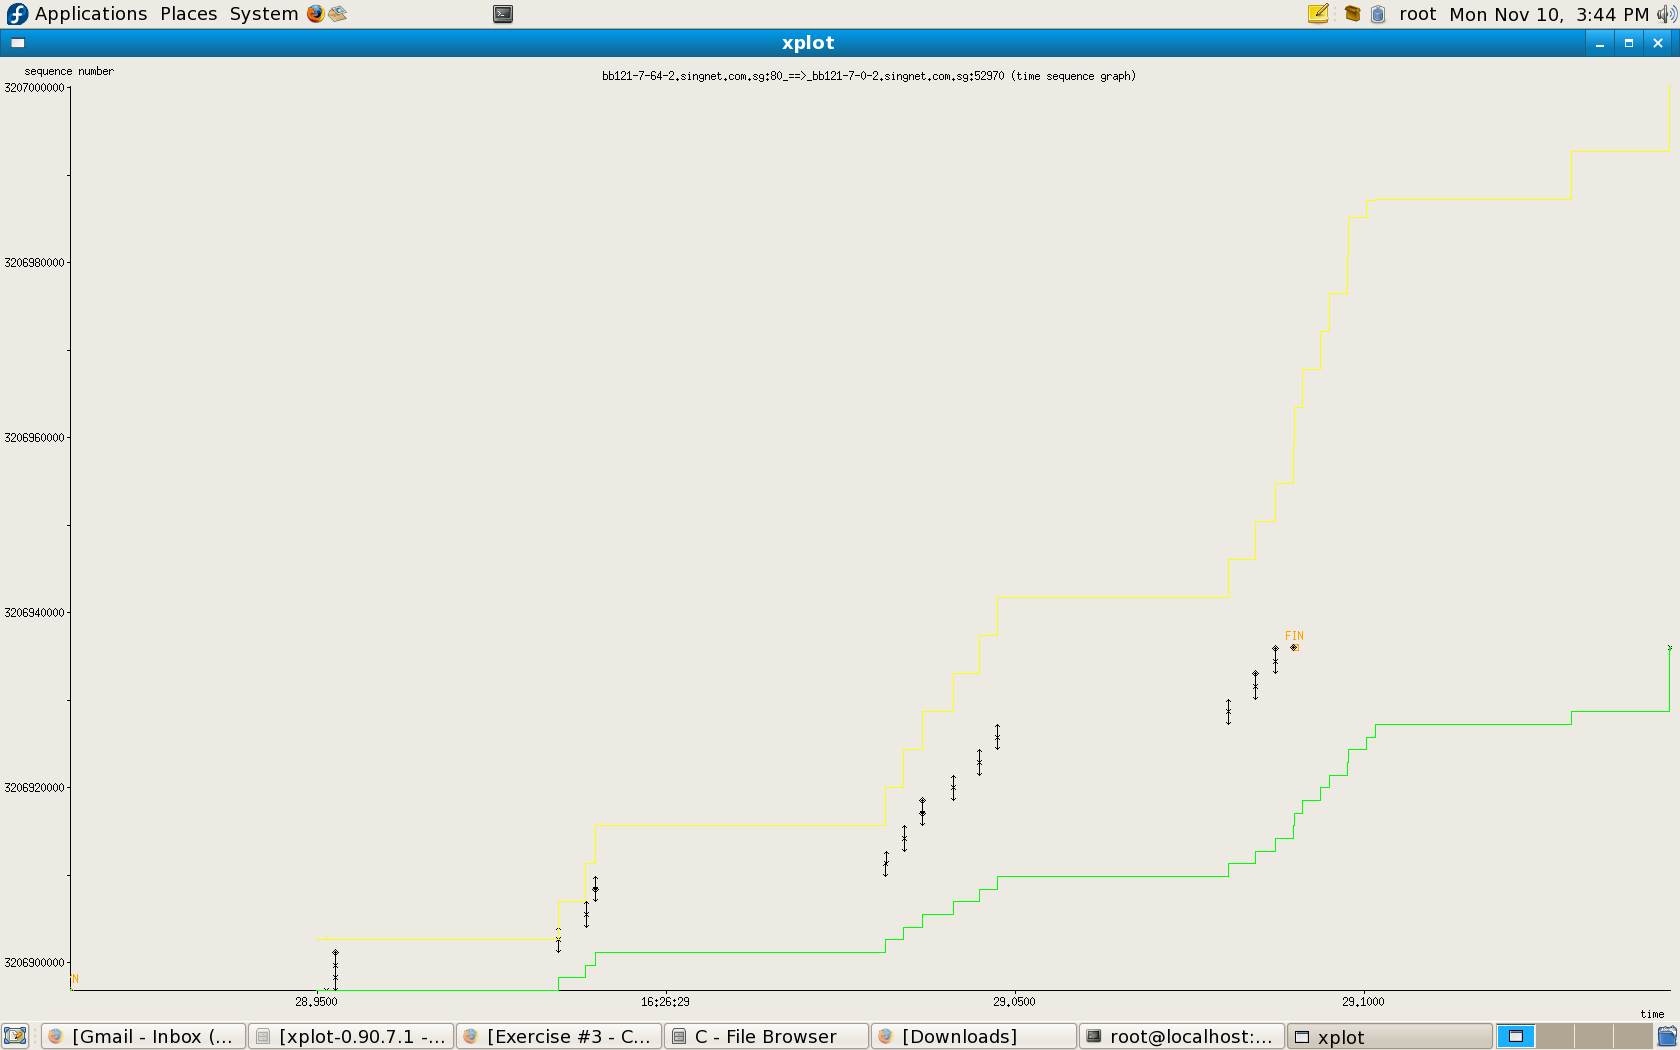 Applications Places System root Mon Nov 10, 3:44 PM
xplot
sequence number
bb121-7-64-2.singnet.com.sg:80_==>_bb121-7-0-2.singnet.com.sg:52970 (time sequence graph)
3207000000
3206980000
3206960000
3206940000
FIN
3206920000
3206900000
N
28.9500 16:26:29 29.0500 29.1000
time
[Gmail - Inbox (... [xplot-0.90.7.1 -... [Exercise #3 - C... C - File Browser [Downloads] root@localhost:... xplot